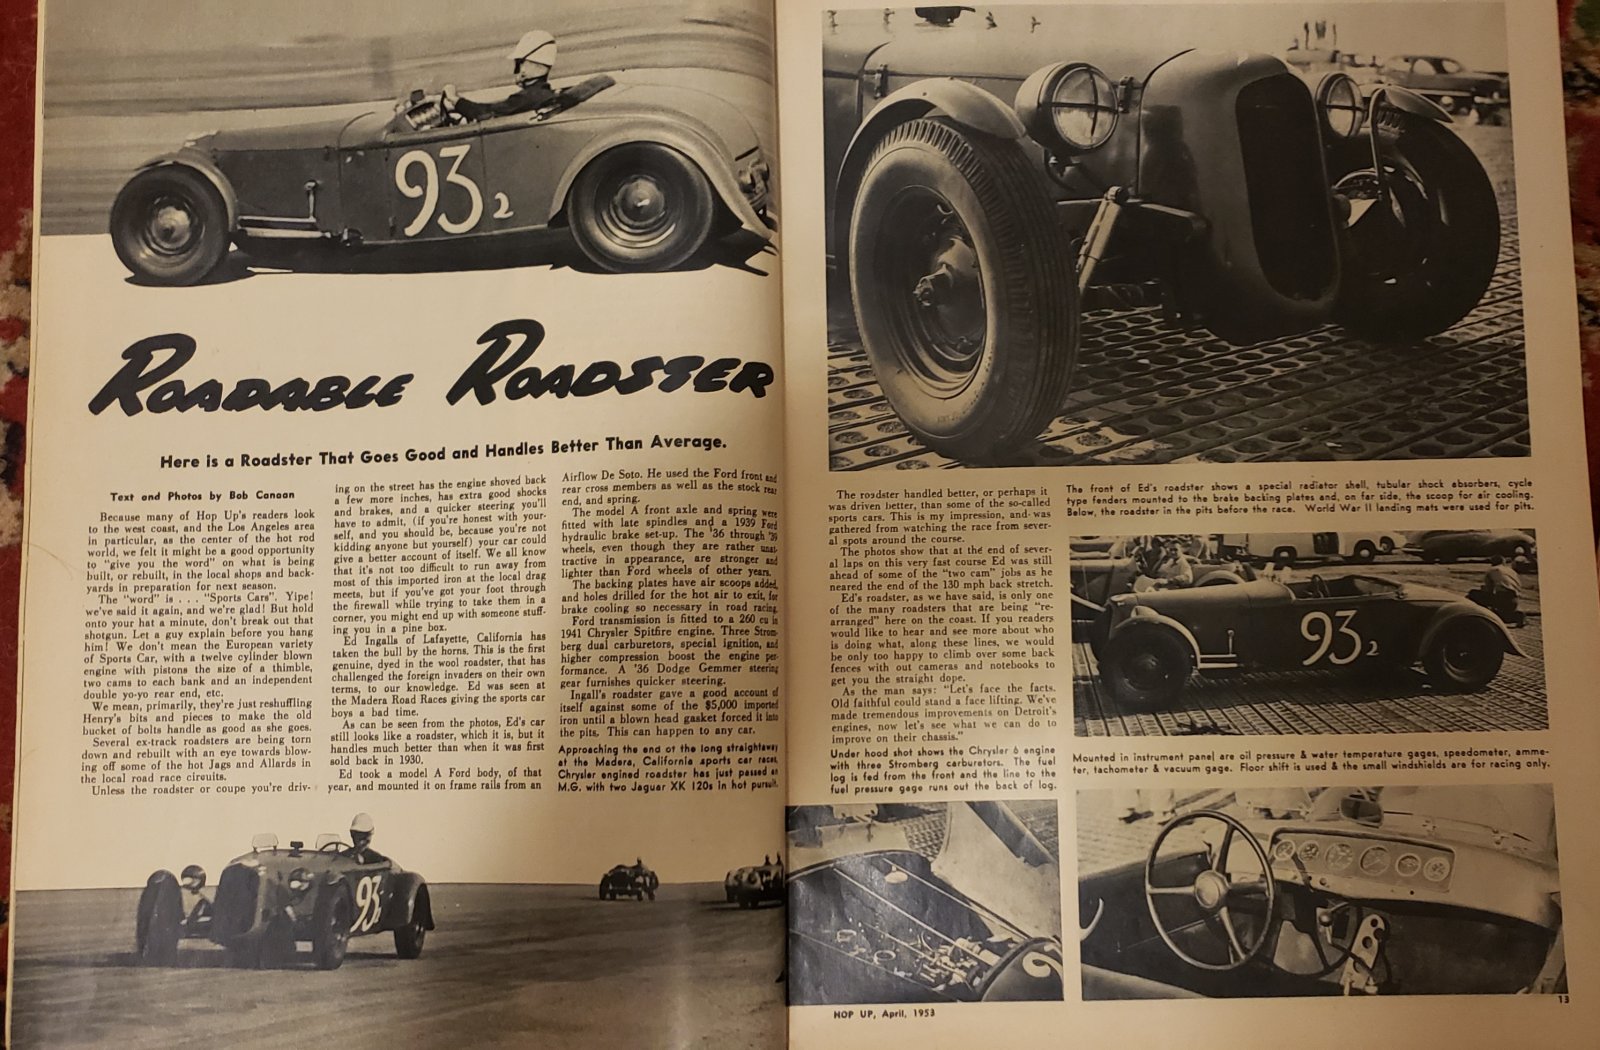 93 2
ROADABLE ROADSTER
Here is a Roadster That Goes Good and Handles Better Than Average.
Text and Photos by Bob Canaan
Because many of Hop Up's readers look
to the west coast, and the Los Angeles area
in particular, as the center of the hot rod
world, we felt it might be a good opportunity
to "give you the word" on what is being
built, or rebuilt, in the local shops and back-
yards in preparation for next season.
The "word" is . . . "Sports Cars". Yipe!
we've said it again, and we're glad! But hold
onto your hat a minute, don't break out that
shotgun. Let a guy explain before you hang
him! We don't mean the European variety
of Sports Car, with a twelve cylinder blown
engine with pistons the size of a thimble,
two cams to each bank and an independent
double yo-yo rear end, etc.
We mean, primarily, they're just reshuffling
Henry's bits and pieces to make the old
bucket of bolts handle as good as she goes.
Several ex-track roadsters are being torn
down and rebuilt with an eye towards blow-
ing off some of the hot Jags and Allards in
the local road race circuits.
Unless the roadster or coupe you're driv-
ing on the street has the engine shoved back
a few more inches, has extra good shocks
and brakes, and a quicker steering you'll
have to admit, (if you're honest with your-
self, and you should be, because you're not
kidding anyone but yourself) your car could
give a better account of itself. We all know
that it's not too difficult to run away from
most of this imported iron at the local drag
meets, but if you've got your foot through
the firewall while trying to take them in a
corner, you might end up with someone stuff-
ing you in a pine box.
Ed Ingalls of Lafayette, California has
taken the bull by the horns. This is the first
genuine, dyed in the wool roadster, that has
challenged the foreign invaders on their own
terms, to our knowledge. Ed was seen at
the Madera Road Races giving the sports car
boys a bad time.
As can be seen from the photos, Ed's car
still looks like a roadster, which it is, but it
handles much better than when it was first
sold back in 1930.
Ed took a model A Ford body, of that
year, and mounted it on frame rails from an
Airflow De Soto. He used the Ford front and
rear cross members as well as the stock rear
end, and spring.
The model A front axle and spring were
fitted with late spindles and a 1939 Ford
hydraulic brake set-up. The '36 through '39
wheels, even though they are rather unat-
tractive in appearance, are stronger and
lighter than Ford wheels of other years.
The backing plates have air scoops added,
and holes drilled for the hot air to exit, for
brake cooling so necessary in road racing.
Ford transmission is fitted to a 260 cu in
1941 Chrysler Spitfire engine. Three Strom-
berg dual carburetors, special ignition, and
higher compression boost the engine per-
formance. A '36 Dodge Gemmer steering
gear furnishes quicker steering.
Ingall's roadster gave a good account of
itself against some of the $5,000 imported
iron until a blown head gasket forced it into
the pits. This can happen to any car.
Approaching the end of the long straightaway
at the Madera, California sports car races,
Chrysler engined roadster has just passed an
M.G. with two Jaguar XK 120s in hot pursuit.
93
The roadster handled better, or perhaps it
was driven better, than some of the so-called
sports cars. This is my impression, and was
gathered from watching the race from sever-
al spots around the course.
The photos show that at the end of sever-
al laps on this very fast course Ed was still
ahead of some of the "two cam" jobs as he
neared the end of the 130 mph back stretch.
Ed's roadster, as we have said, is only one
of the many roadsters that are being "re-
arranged" here on the coast. If you readers
would like to hear and see more about who
is doing what, along these lines, we would
be only too happy to climb over some back
fences with out cameras and notebooks to
get you the straight dope.
As the man says: "Let's face the facts.
Old faithful could stand a face lifting. We've
made tremendous improvements on Detroit's
engines, now let's see what we can do to
improve on their chassis."
Under hood shot shows the Chrysler 6 engine
with three Stromberg carburetors. The fuel
log is fed from the front and the line to the
fuel pressure gage runs out the back of log.
The front of Ed's roadster shows a special radiator shell, tubular shock absorbers, cycle
type fenders mounted to the brake backing plates and, on far side, the scoop for air cooling.
Below, the roadster in the pits before the race. World War II landing mats were used for pits.
93 2
Mounted in instrument panel are oil pressure & water temperature gages, speedometer, amme-
ter, tachometer & vacuum gage. Floor shift is used & the small windshields are for racing only.
9
HOP UP, April, 1953
13